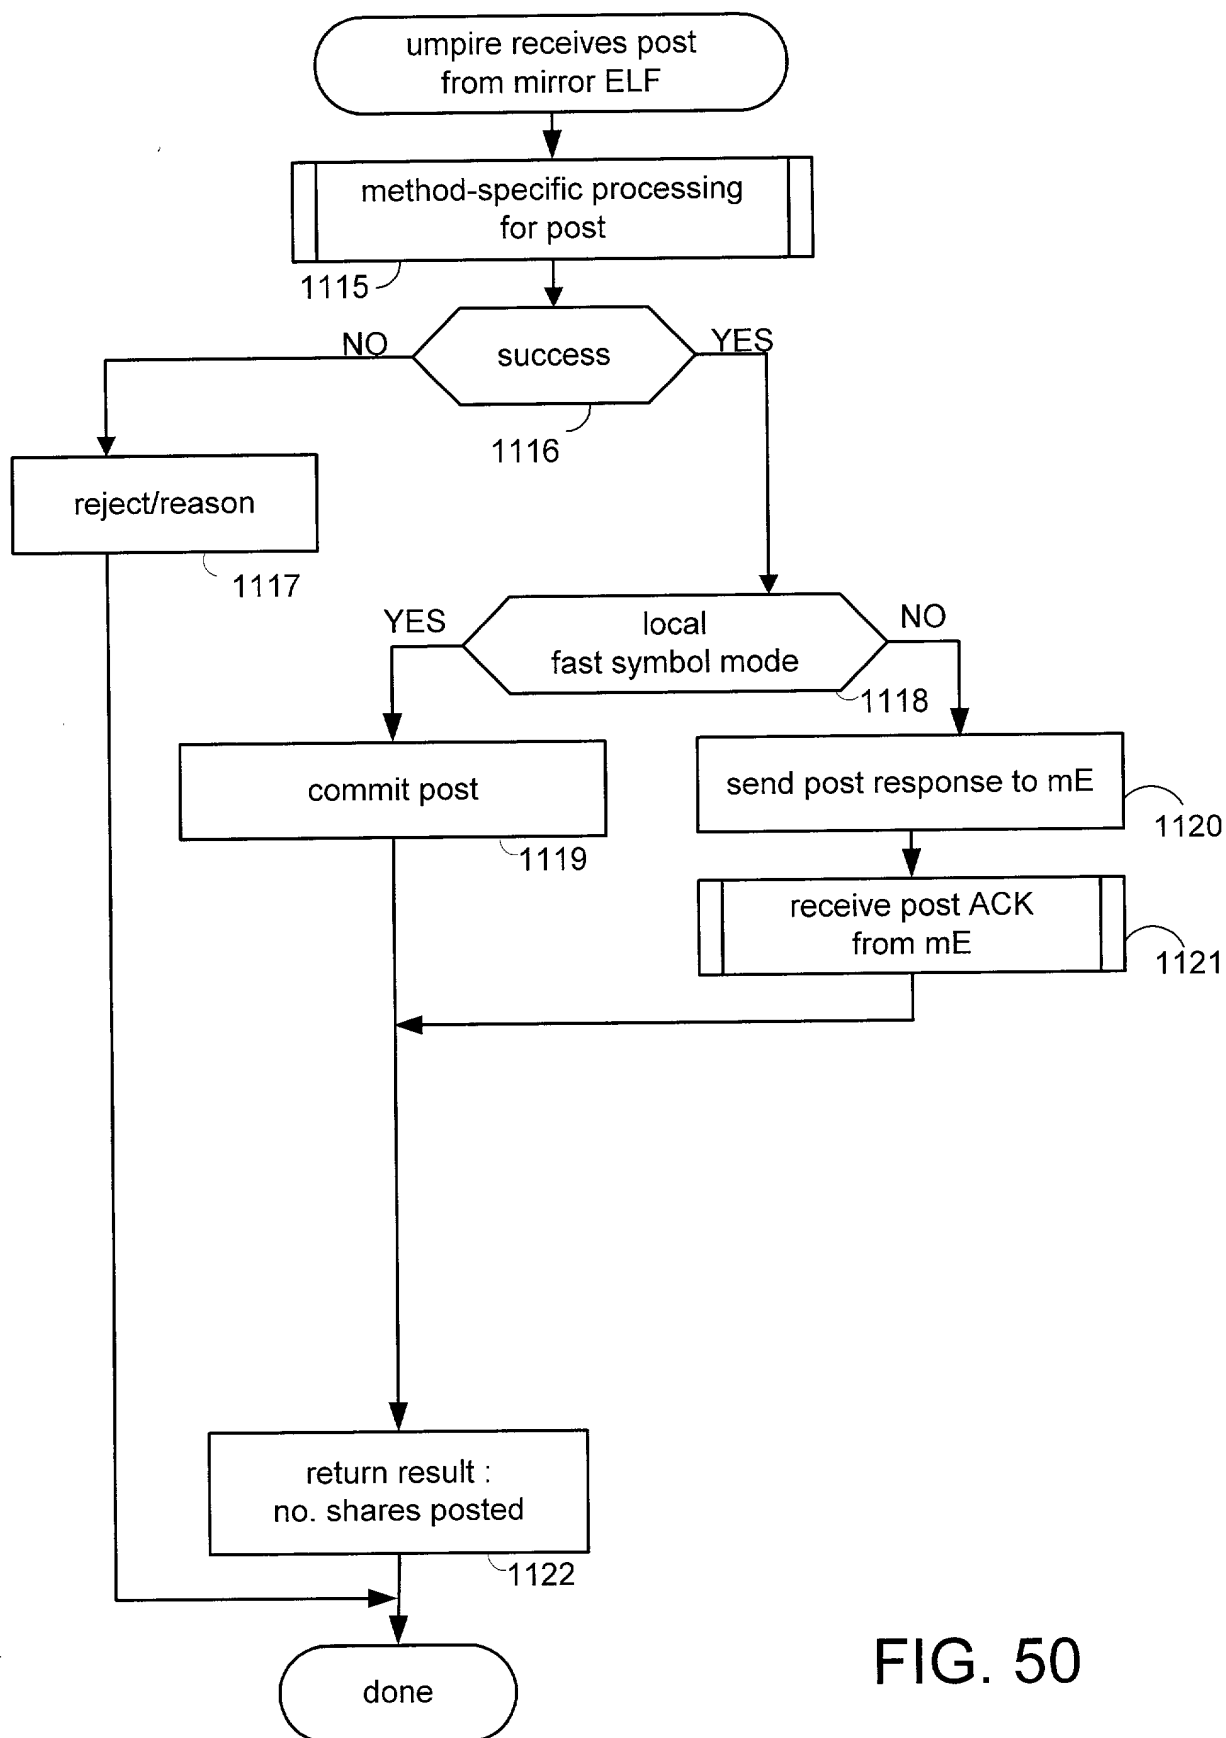 umpire receives post
from mirror ELF
method-specific processing
for post
1115
NO
success
YES
1116
reject/reason
1117
YES
local
fast symbol mode
NO
1118
commit post
1119
send post response to mE
1120
receive post ACK
from mE
1121
return result :
no. shares posted
1122
done
FIG. 50